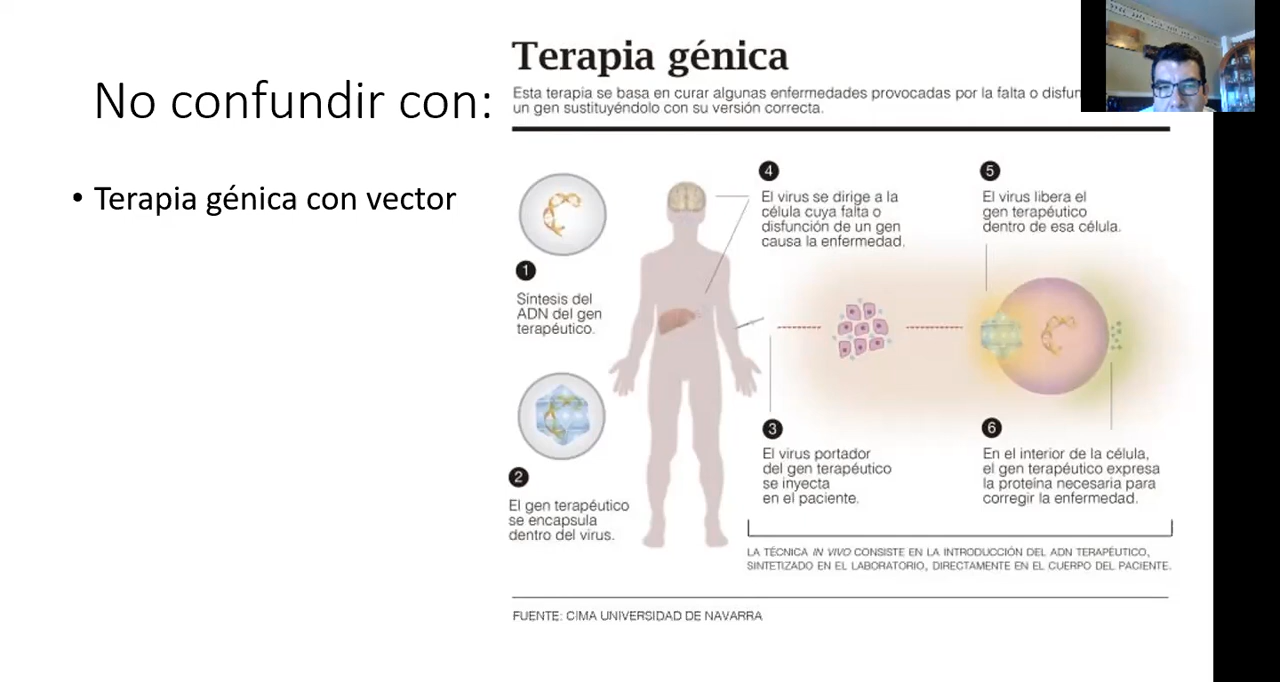 No confundir con:
• Terapia génica con vector
Terapia génica
Esta terapia se basa en curar algunas enfermedades provocadas por la falta o
un gen sustituyéndolo con su versión correcta.
1
Síntesis del
ADN del gen
terapéutico.
2
El gen terapéutico
se encapsula
dentro del virus.
3
El virus portador
del gen terapéutico
se inyecta
en el paciente.
4
El virus se dirige a la
célula cuya falta o
disfunción de un gen
causa la enfermedad.
5
El virus libera el
gen terapéutico
dentro de esa célula.
6
En el interior de la célula,
el gen terapéutico expresa
la proteína necesaria para
corregir la enfermedad.
LA TÉCNICA IN VIVO CONSISTE EN LA INTRODUCCIÓN DEL ADN TERAPÉUTICO,
SINTETIZADO EN EL LABORATORIO, DIRECTAMENTE EN EL CUERPO DEL PACIENTE.
FUENTE: CIMA UNIVERSIDAD DE NAVARRA